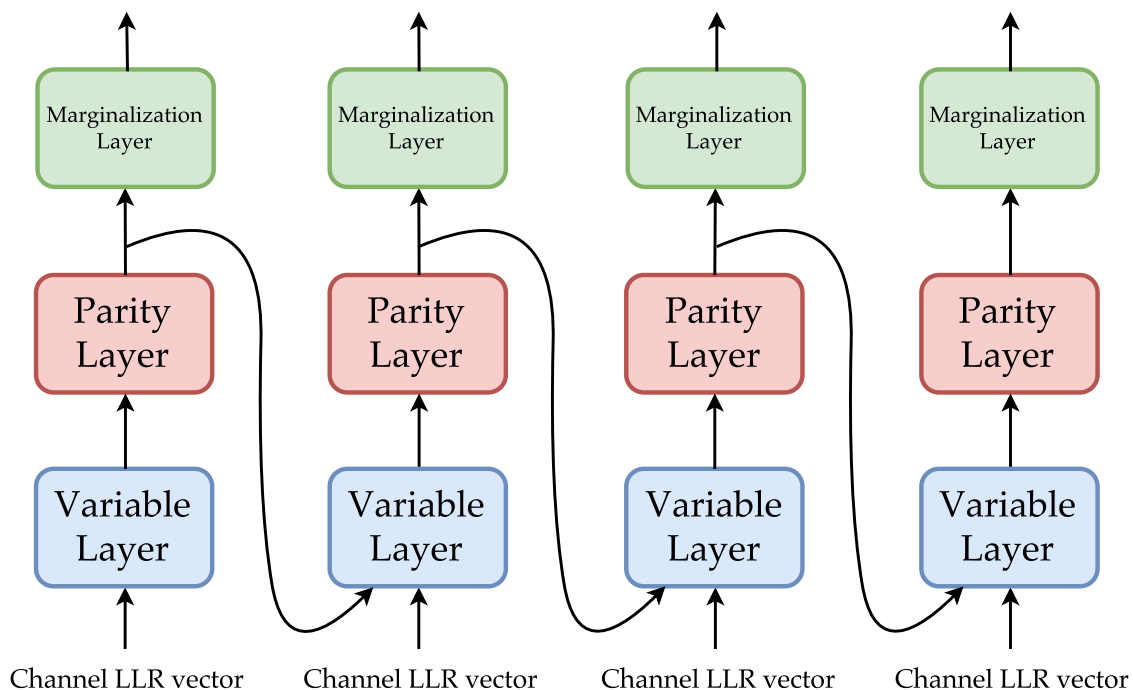 Marginalization
Layer
Marginalization
Layer
Marginalization
Layer
Marginalization
Layer
Parity
Layer
Parity
Layer
Parity
Layer
Parity
Layer
Variable
Layer
Variable
Layer
Variable
Layer
Variable
Layer
Channel LLR vector
Channel LLR vector
Channel LLR vector
Channel LLR vector